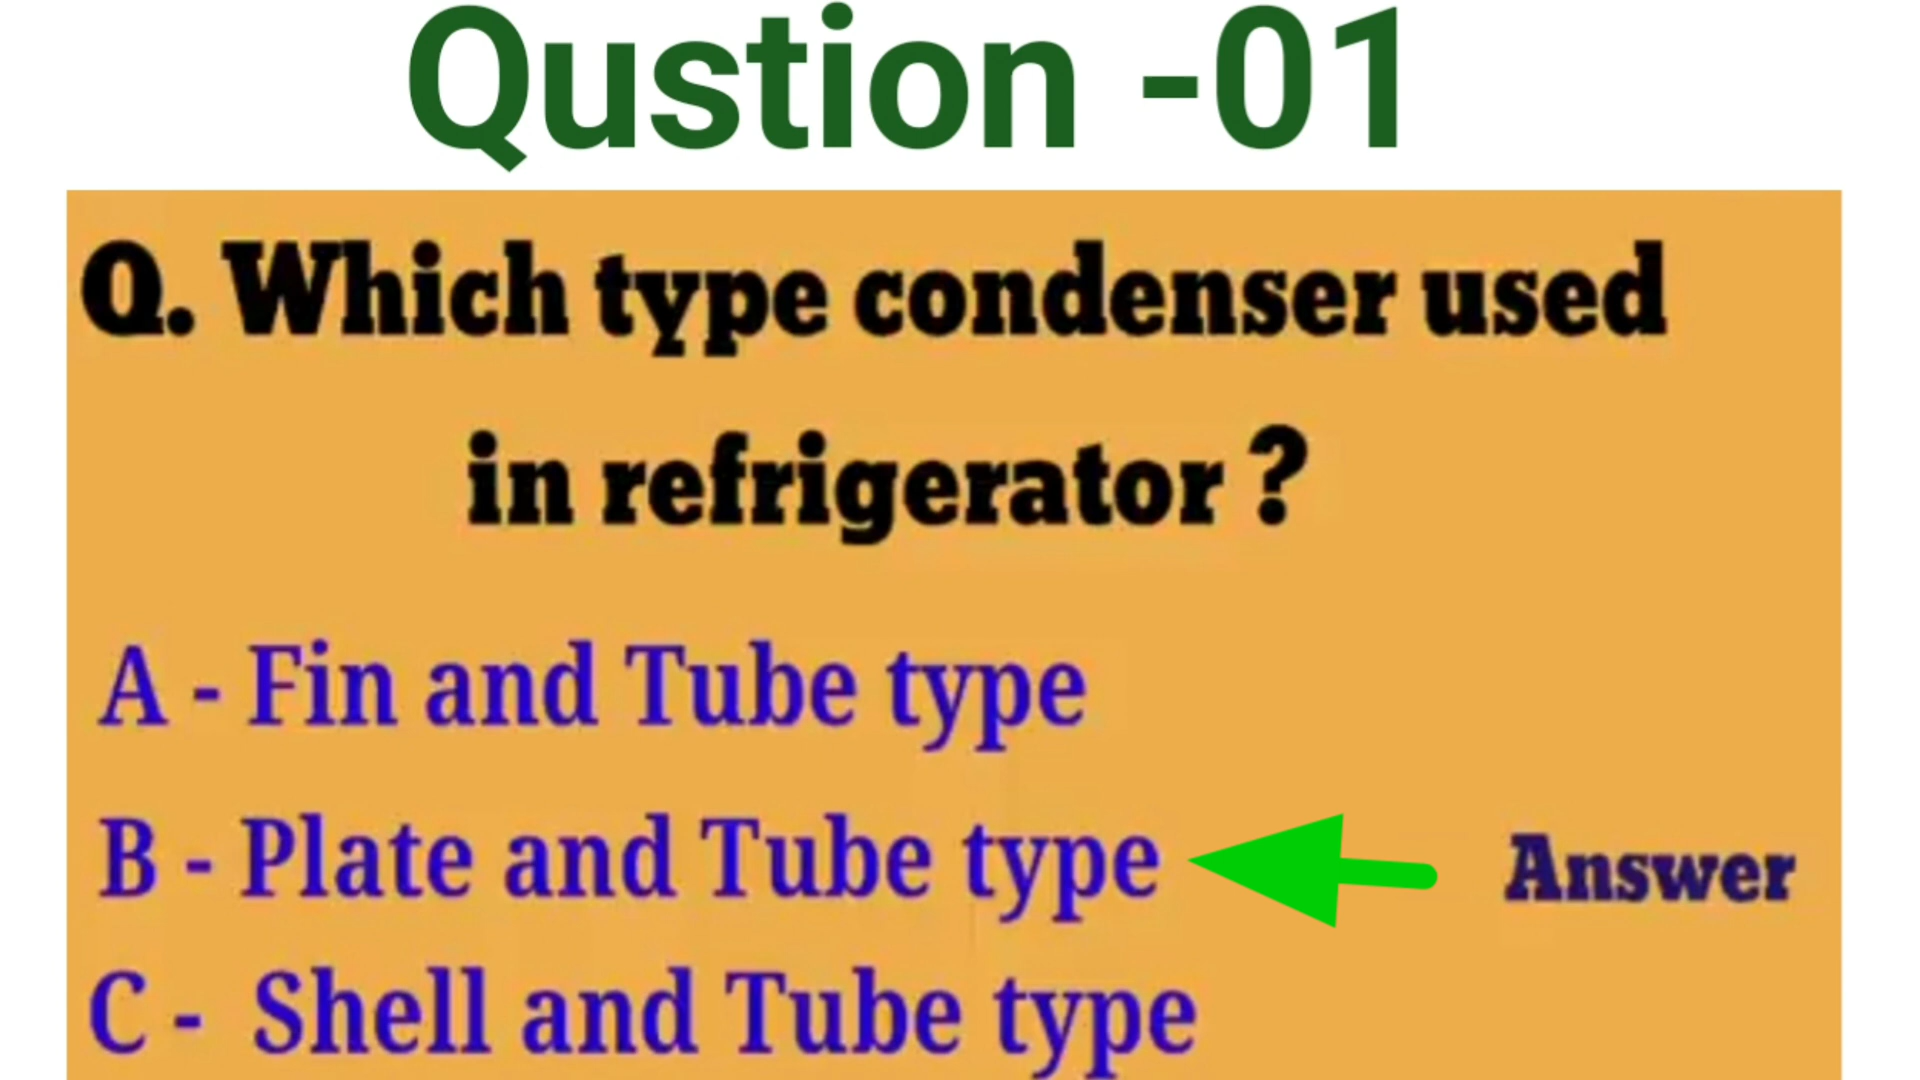 Qustion -01
Q. Which type condenser used
in refrigerator ?
A - Fin and Tube type
B - Plate and Tube type
Answer
C - Shell and Tube type